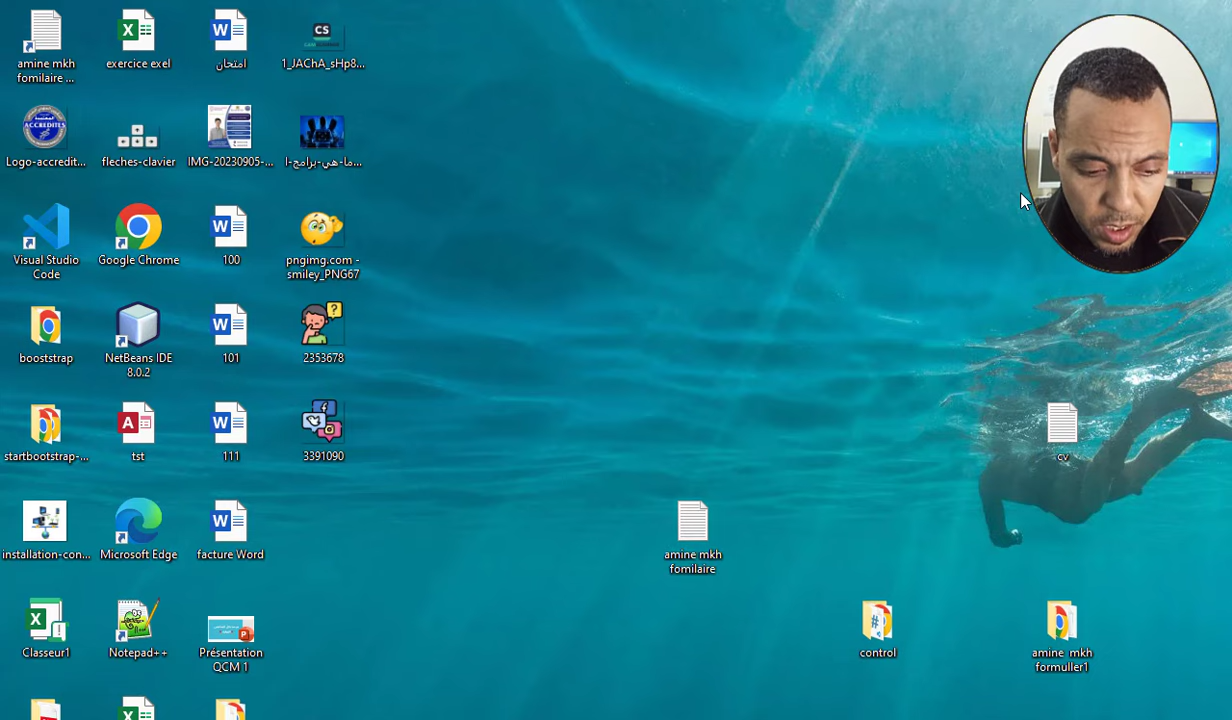 amine mkh
fomilaire ...
exercice exel
امتحان
CS
1_JAChA_sHp8...
ACCREDITES
Logo-accredit...
fleches-clavier
IMG-20230905-...
ما-هي-برامج-ا...
Visual Studio
Code
Google Chrome
100
pngimg.com -
smiley_PNG67
booststrap
NetBeans IDE
8.0.2
101
2353678
startbootstrap-...
tst
111
3391090
cv
installation-con...
Microsoft Edge
facture Word
amine mkh
fomilaire
Classeur1
Notepad++
Présentation
QCM 1
control
amine mkh
formuller1